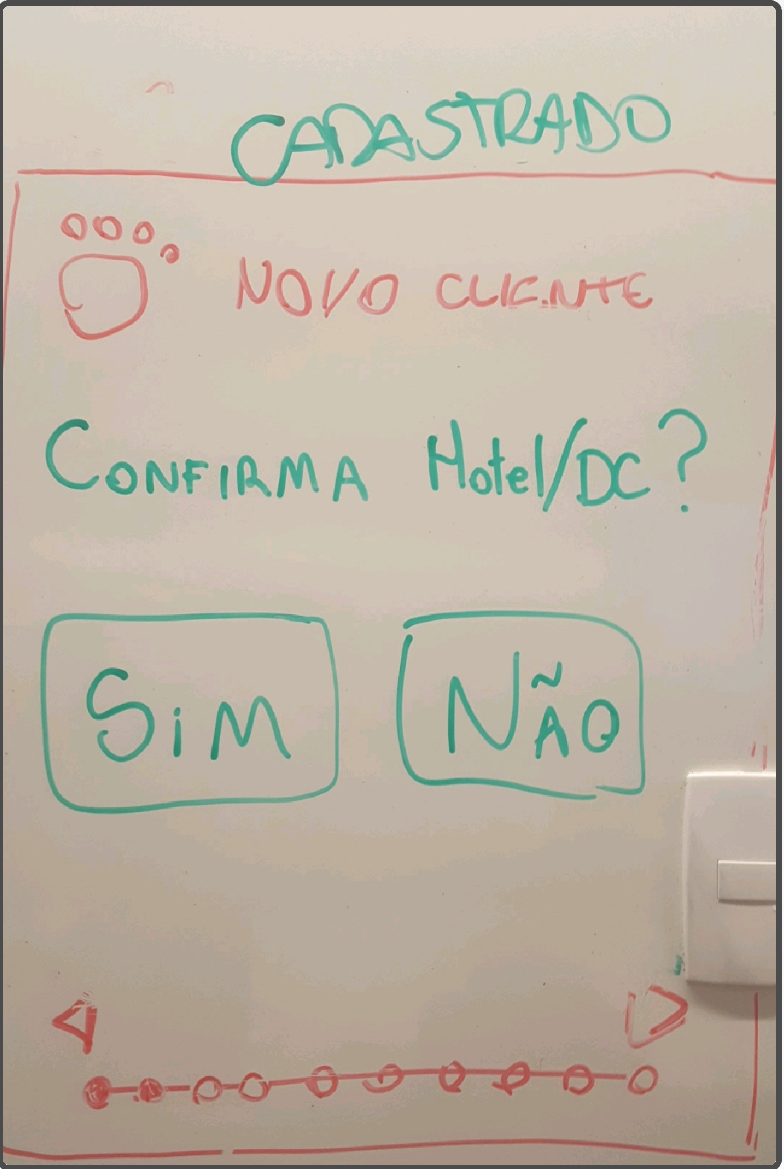 CADASTRADO
NOVO CLIENTE
CONFIRMA Hotel/DC?
SiM NÃO